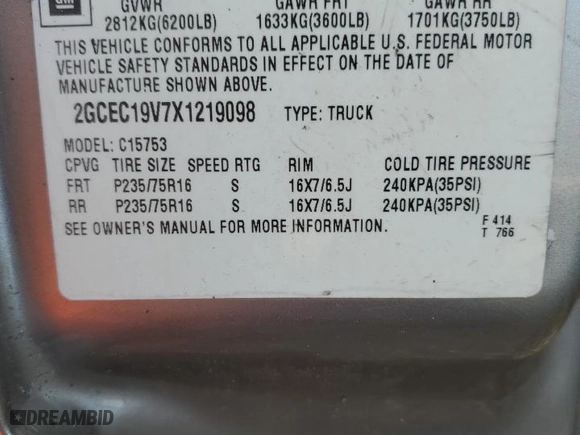 GM
GVWR GAWR FRT GAWR RR
2812KG(6200LB) 1633KG(3600LB) 1701KG(3750LB)
THIS VEHICLE CONFORMS TO ALL APPLICABLE U.S. FEDERAL MOTOR
VEHICLE SAFETY STANDARDS IN EFFECT ON THE DATE OF
MANUFACTURE SHOWN ABOVE.
2GCEC19V7X1219098 TYPE: TRUCK
MODEL: C15753
CPVG TIRE SIZE SPEED RTG RIM COLD TIRE PRESSURE
FRT P235/75R16 S 16X7/6.5J 240KPA(35PSI)
RR P235/75R16 S 16X7/6.5J 240KPA(35PSI)
SEE OWNER'S MANUAL FOR MORE INFORMATION.
F 414
T 766
DREAMBID